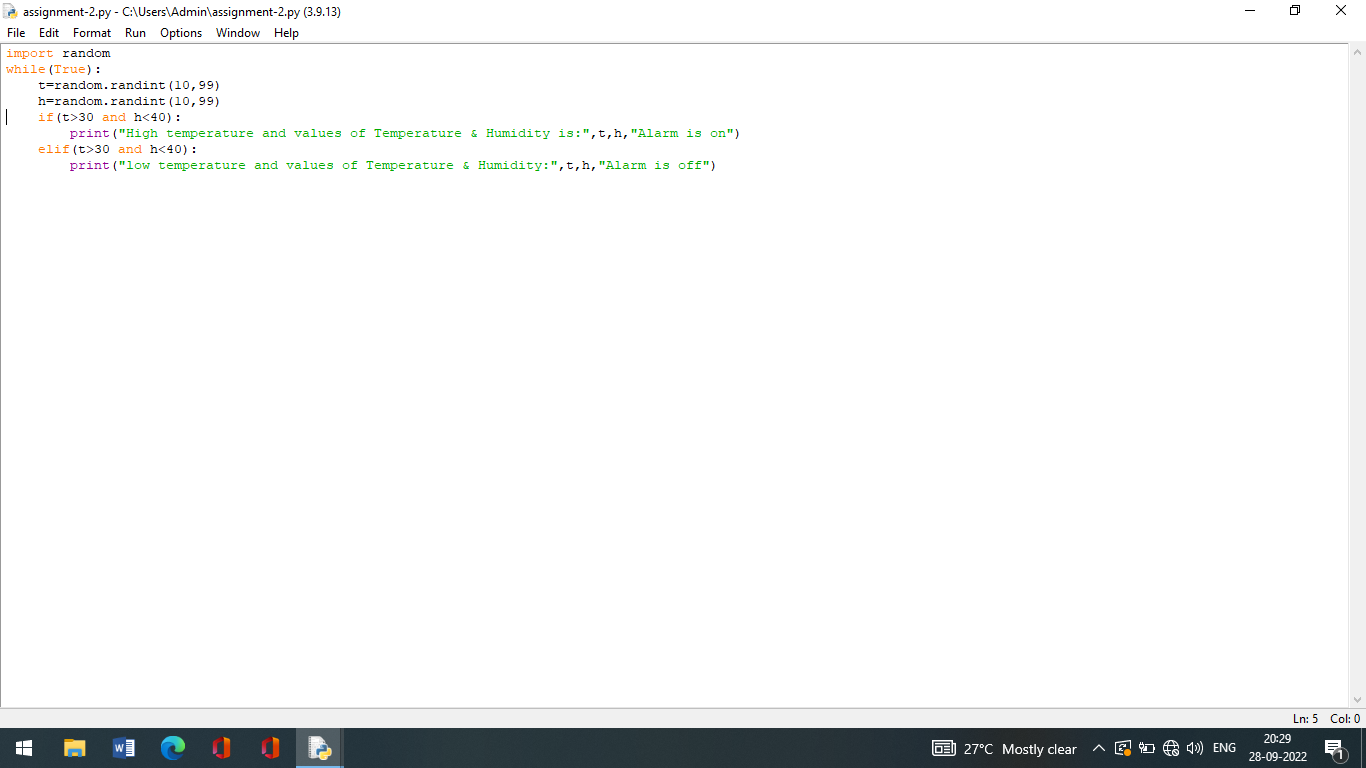 assignment-2.py - C:\Users\Admin\assignment-2.py (3.9.13)
File Edit Format Run Options Window Help
import random
while(True):
    t=random.randint(10,99)
    h=random.randint(10,99)
    if(t>30 and h<40):
        print("High temperature and values of Temperature & Humidity is:",t,h,"Alarm is on")
    elif(t>30 and h<40):
        print("low temperature and values of Temperature & Humidity:",t,h,"Alarm is off")
Ln: 5 Col: 0
27°C Mostly clear ENG 20:29
28-09-2022
1